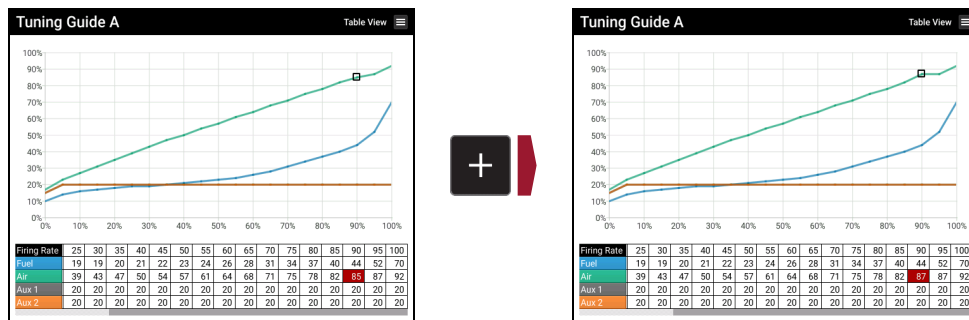 Tuning Guide A Table View
100%
90%
80%
70%
60%
50%
40%
30%
20%
10%
0%
0% 10% 20% 30% 40% 50% 60% 70% 80% 90% 100%
Firing Rate 25 30 35 40 45 50 55 60 65 70 75 80 85 90 95 100
Fuel 19 19 20 21 22 23 24 26 28 31 34 37 40 44 52 70
Air 39 43 47 50 54 57 61 64 68 71 75 78 82 85 87 92
Aux 1 20 20 20 20 20 20 20 20 20 20 20 20 20 20 20 20
Aux 2 20 20 20 20 20 20 20 20 20 20 20 20 20 20 20 20
+
Tuning Guide A Table View
100%
90%
80%
70%
60%
50%
40%
30%
20%
10%
0%
0% 10% 20% 30% 40% 50% 60% 70% 80% 90% 100%
Firing Rate 25 30 35 40 45 50 55 60 65 70 75 80 85 90 95 100
Fuel 19 19 20 21 22 23 24 26 28 31 34 37 40 44 52 70
Air 39 43 47 50 54 57 61 64 68 71 75 78 82 87 87 92
Aux 1 20 20 20 20 20 20 20 20 20 20 20 20 20 20 20 20
Aux 2 20 20 20 20 20 20 20 20 20 20 20 20 20 20 20 20